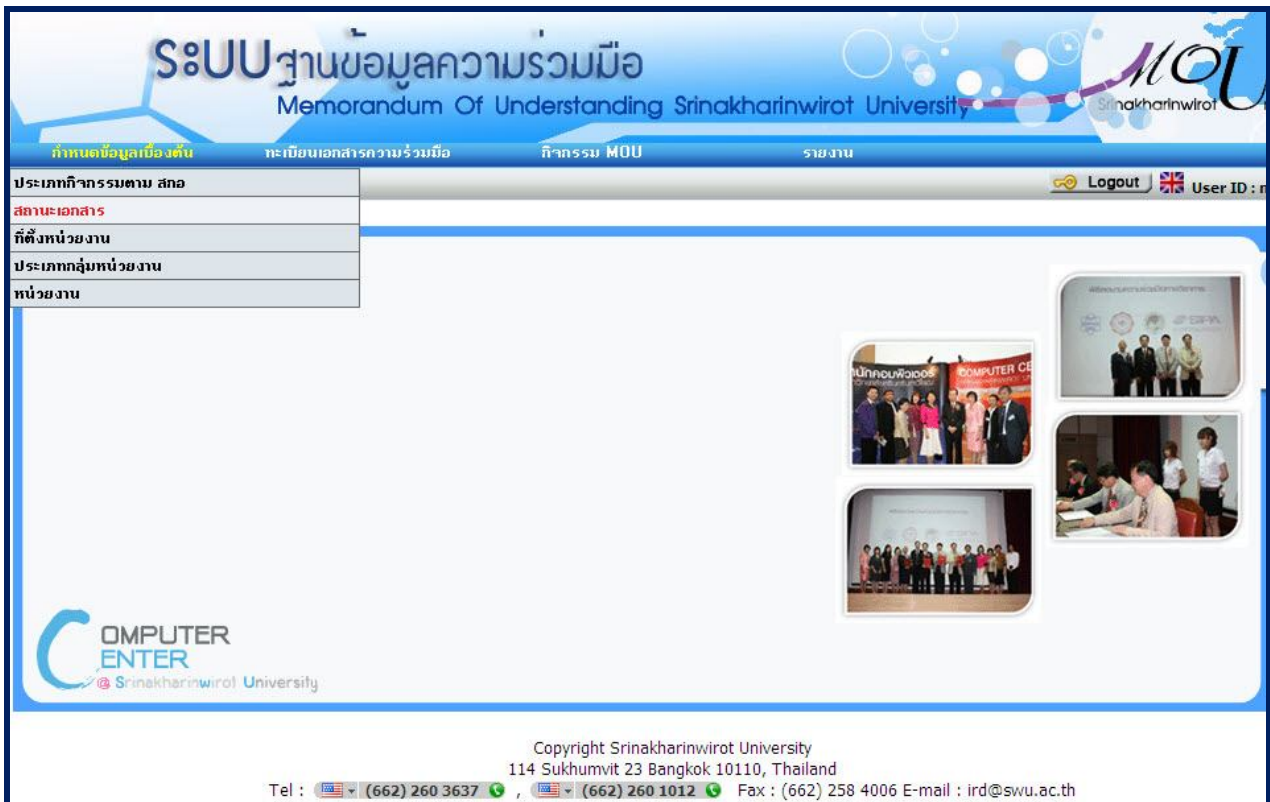 ระบบฐานข้อมูลความร่วมมือ
Memorandum Of Understanding Srinakharinwirot University
MOU
Srinakharinwirot
กำหนดข้อมูลเบื้องต้น ทะเบียนเอกสารความร่วมมือ กิจกรรม MOU รายงาน
ประเภทกิจกรรมตาม สกอ
Logout User ID :
สถานะเอกสาร
ที่ตั้งหน่วยงาน
ประเภทกลุ่มหน่วยงาน
หน่วยงาน
SIPA
COMPUTER CE
COMPUTER
CENTER
@ Srinakharinwirot University
Copyright Srinakharinwirot University
114 Sukhumvit 23 Bangkok 10110, Thailand
Tel : (662) 260 3637 , (662) 260 1012 Fax : (662) 258 4006 E-mail : ird@swu.ac.th